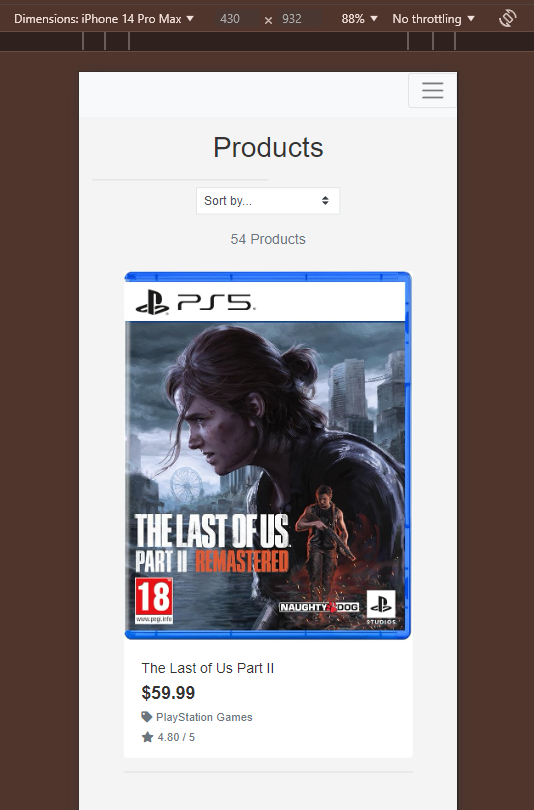 Dimensions: iPhone 14 Pro Max ▼ 430 × 932 88% ▼ No throttling ▼
Products
Sort by...
54 Products
PS5.
THE LAST OF US
PART II REMASTERED
18
www.pegi.info
NAUGHTY DOG
STUDIOS
The Last of Us Part II
$59.99
PlayStation Games
4.80 / 5